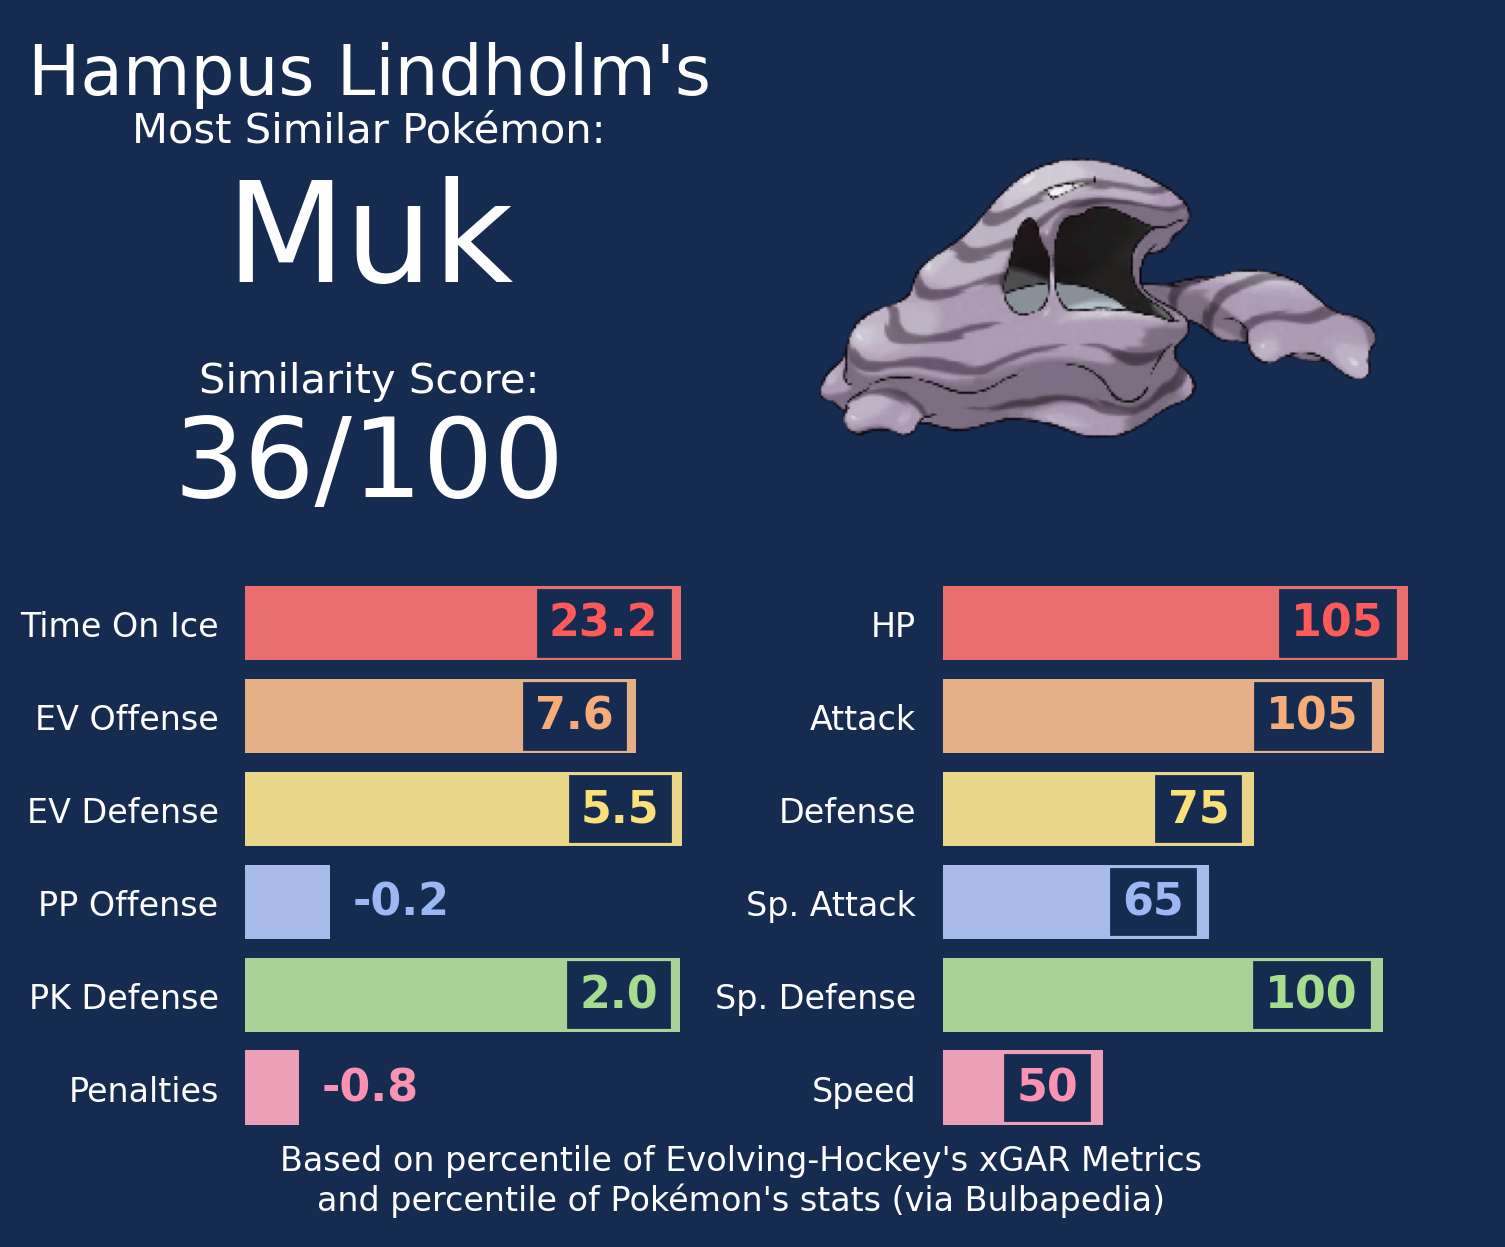 Hampus Lindholm's
Most Similar Pokémon:
Muk
Similarity Score:
36/100
Time On Ice 23.2
EV Offense 7.6
EV Defense 5.5
PP Offense -0.2
PK Defense 2.0
Penalties -0.8
HP 105
Attack 105
Defense 75
Sp. Attack 65
Sp. Defense 100
Speed 50
Based on percentile of Evolving-Hockey's xGAR Metrics
and percentile of Pokémon's stats (via Bulbapedia)